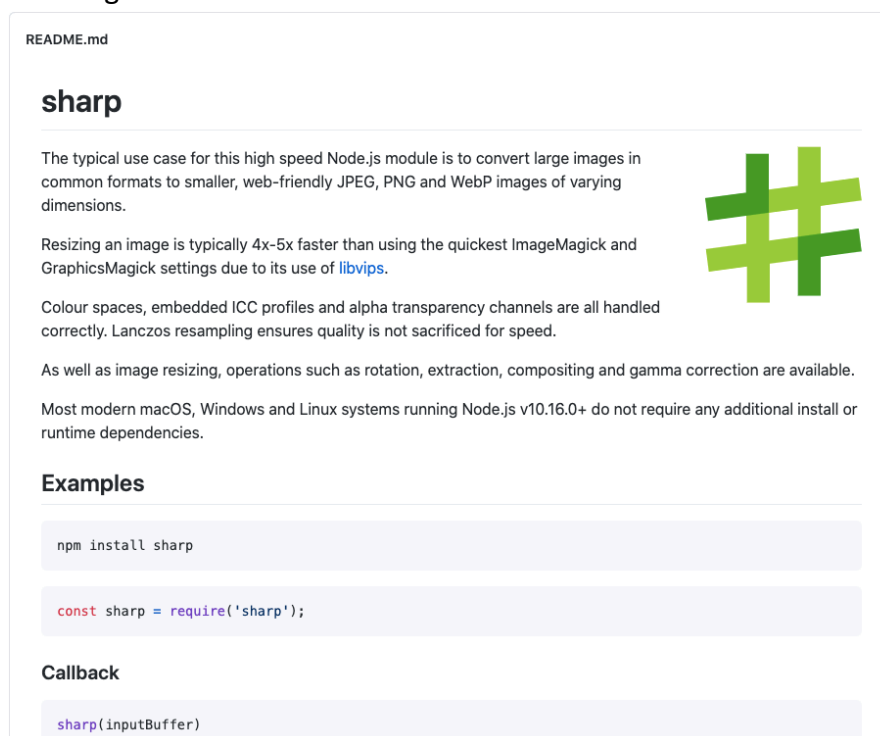 README.md
sharp
The typical use case for this high speed Node.js module is to convert large images in
common formats to smaller, web-friendly JPEG, PNG and WebP images of varying
dimensions.
Resizing an image is typically 4x-5x faster than using the quickest ImageMagick and
GraphicsMagick settings due to its use of libvips.
Colour spaces, embedded ICC profiles and alpha transparency channels are all handled
correctly. Lanczos resampling ensures quality is not sacrificed for speed.
As well as image resizing, operations such as rotation, extraction, compositing and gamma correction are available.
Most modern macOS, Windows and Linux systems running Node.js v10.16.0+ do not require any additional install or
runtime dependencies.
Examples
npm install sharp
const sharp = require('sharp');
Callback
sharp(inputBuffer)